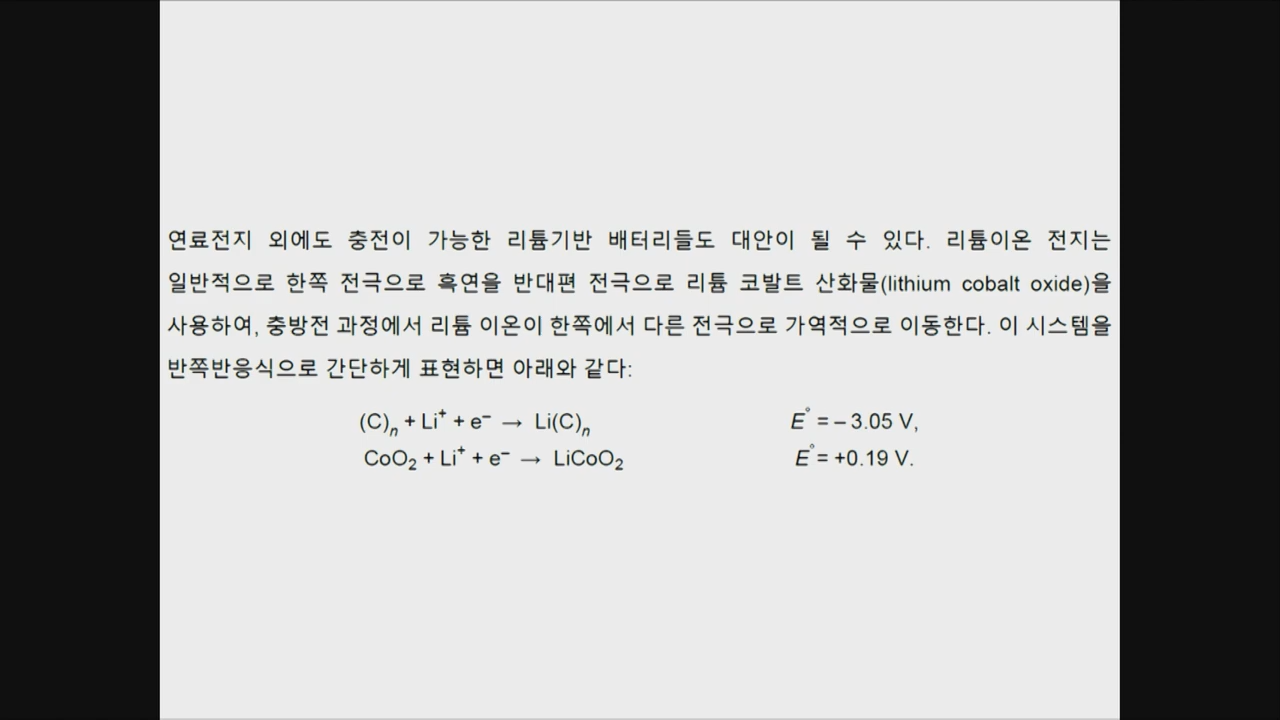 연료전지 외에도 충전이 가능한 리튬기반 배터리들도 대안이 될 수 있다. 리튬이온 전지는
일반적으로 한쪽 전극으로 흑연을 반대편 전극으로 리튬 코발트 산화물(lithium cobalt oxide)을
사용하여, 충방전 과정에서 리튬 이온이 한쪽에서 다른 전극으로 가역적으로 이동한다. 이 시스템을
반쪽반응식으로 간단하게 표현하면 아래와 같다:
(C)ₙ + Li⁺ + e⁻ → Li(C)ₙ E° = – 3.05 V,
CoO₂ + Li⁺ + e⁻ → LiCoO₂ E° = +0.19 V.